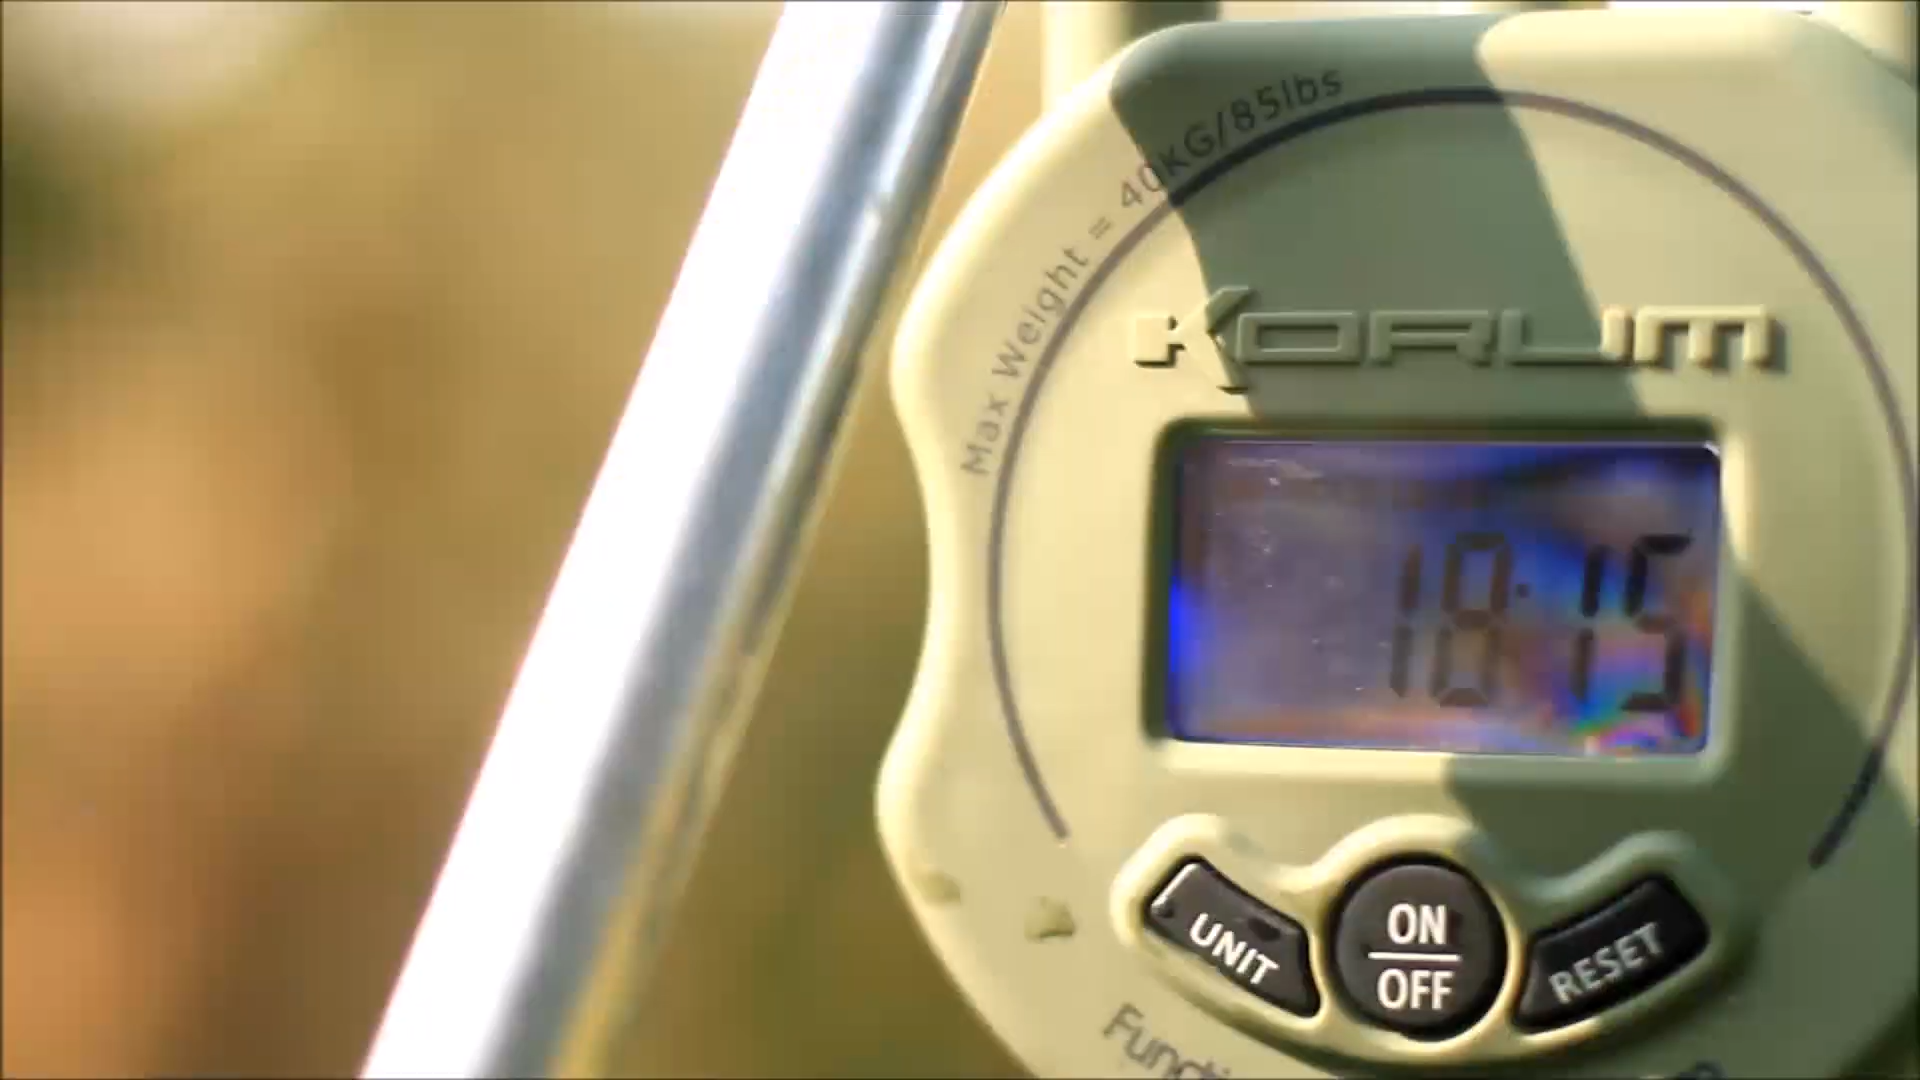 Max Weight = 40KG/85lbs
KORUM
18:15
UNIT
ON
OFF
RESET